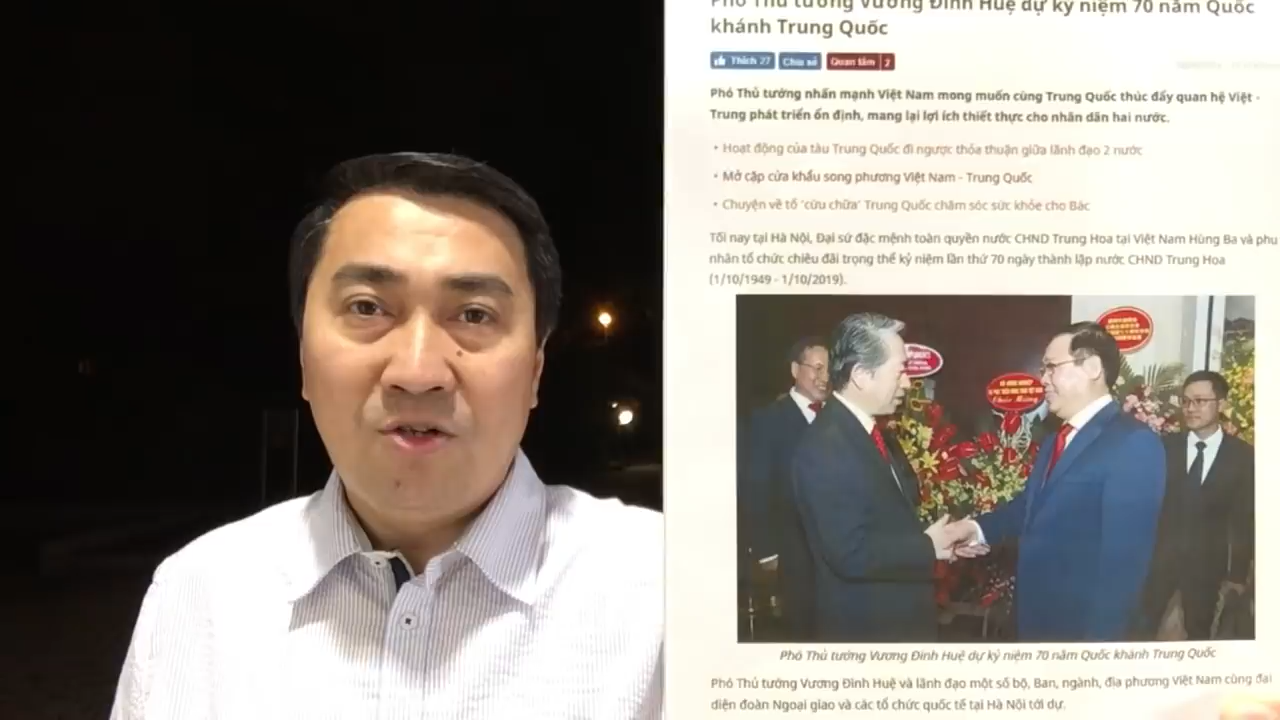 Phó Thủ tướng Vương Đình Huệ dự kỷ niệm 70 năm Quốc
khánh Trung Quốc
Thích 27 Chia sẻ Quan tâm 2
Phó Thủ tướng nhấn mạnh Việt Nam mong muốn cùng Trung Quốc thúc đẩy quan hệ Việt -
Trung phát triển ổn định, mang lại lợi ích thiết thực cho nhân dân hai nước.
• Hoạt động của tàu Trung Quốc đi ngược thỏa thuận giữa lãnh đạo 2 nước
• Mở cặp cửa khẩu song phương Việt Nam - Trung Quốc
• Chuyện về tổ 'cứu chữa' Trung Quốc chăm sóc sức khỏe cho Bác
Tối nay tại Hà Nội, Đại sứ đặc mệnh toàn quyền nước CHND Trung Hoa tại Việt Nam Hùng Ba và phu
nhân tổ chức chiêu đãi trọng thể kỷ niệm lần thứ 70 ngày thành lập nước CHND Trung Hoa
(1/10/1949 - 1/10/2019).
Chúc Mừng
Phó Thủ tướng Vương Đình Huệ dự kỷ niệm 70 năm Quốc khánh Trung Quốc
Phó Thủ tướng Vương Đình Huệ và lãnh đạo một số bộ, Ban, ngành, địa phương Việt Nam cùng đại
diện đoàn Ngoại giao và các tổ chức quốc tế tại Hà Nội tới dự.